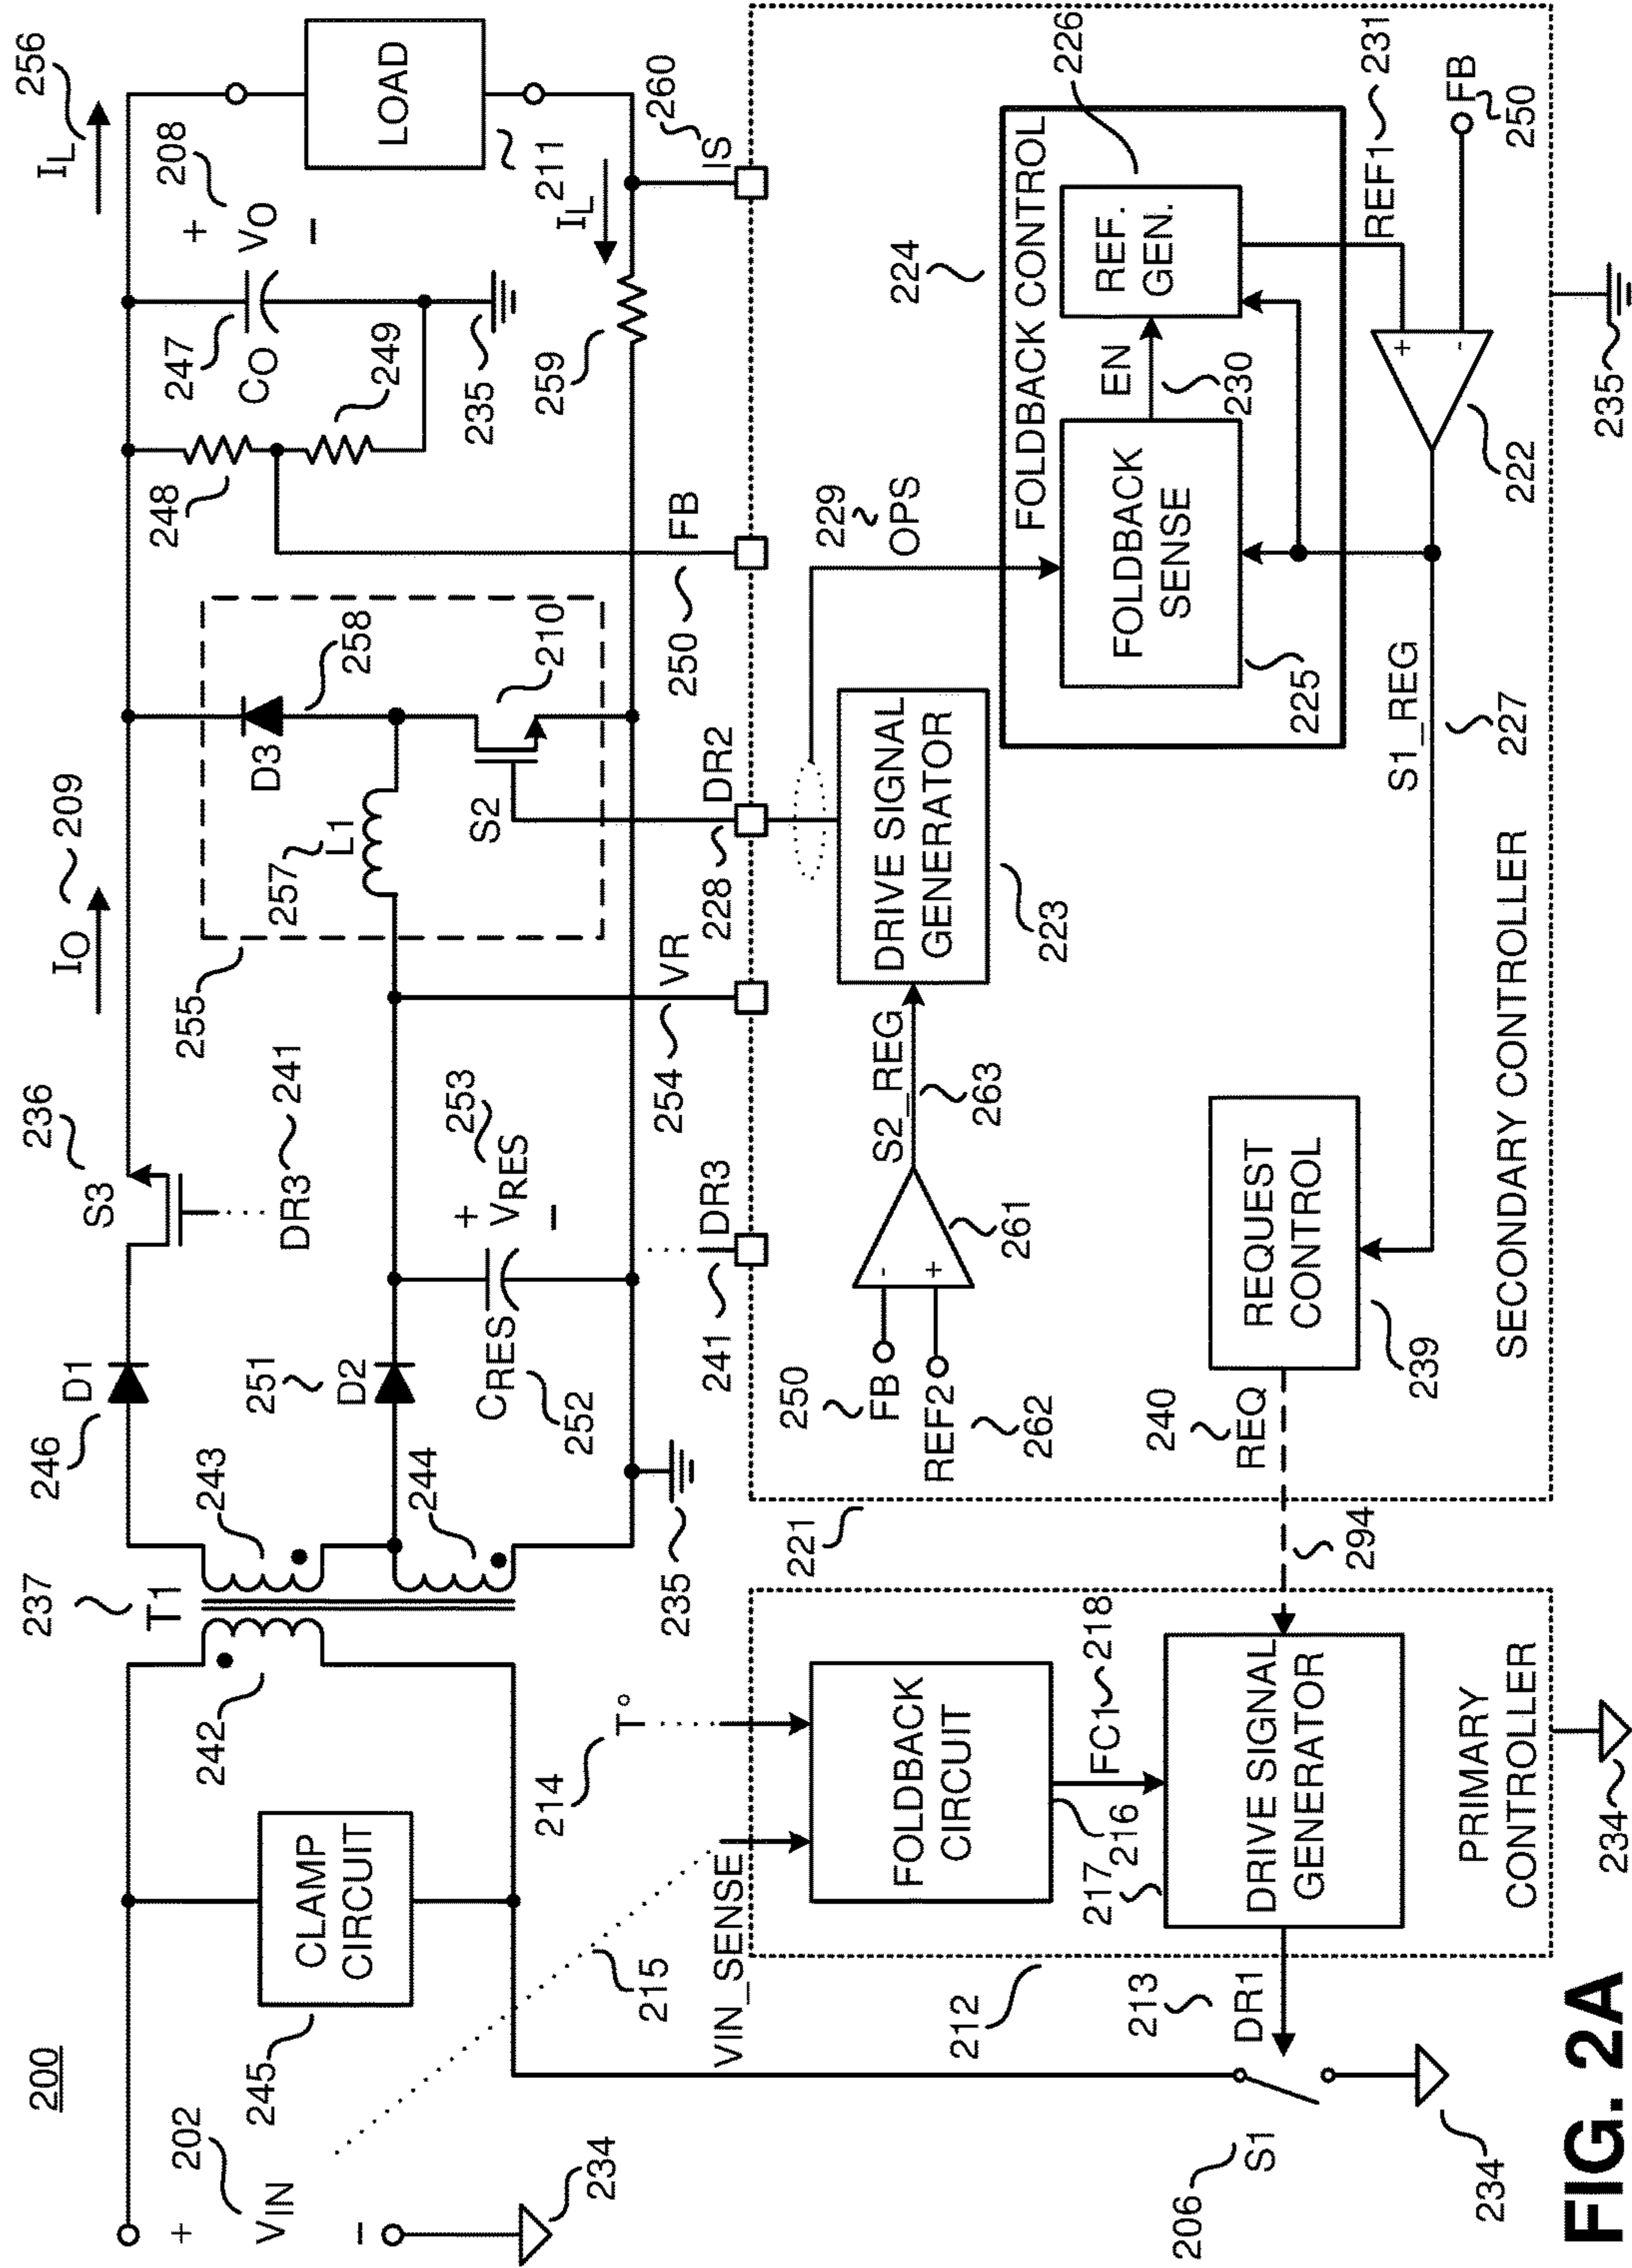 200
202
+
VIN
−
234
245
CLAMP
CIRCUIT
237
T1
242
243
244
246
D1
251
D2
236
S3
DR3
241
IO
209
255
253
+
VRES
−
CRES
252
235
257
L1
D3
258
S2
210
248
249
247
CO
235
+
VO
−
208
IL
256
LOAD
211
IL
259
260
IS
250
FB
228
DR2
254
VR
241
DR3
214
T°
215
VIN_SENSE
FOLDBACK
CIRCUIT
216
FC1
218
217
DRIVE SIGNAL
GENERATOR
PRIMARY
CONTROLLER
212
213
DR1
206
S1
234
234
221
294
240
REQ
REQUEST
CONTROL
239
250
FB
REF2
262
-
+
261
S2_REG
263
DRIVE SIGNAL
GENERATOR
223
229
OPS
224
FOLDBACK CONTROL
FOLDBACK
SENSE
225
EN
230
REF.
GEN.
226
REF1
231
+
-
FB
250
222
S1_REG
227
SECONDARY CONTROLLER
235
FIG. 2A